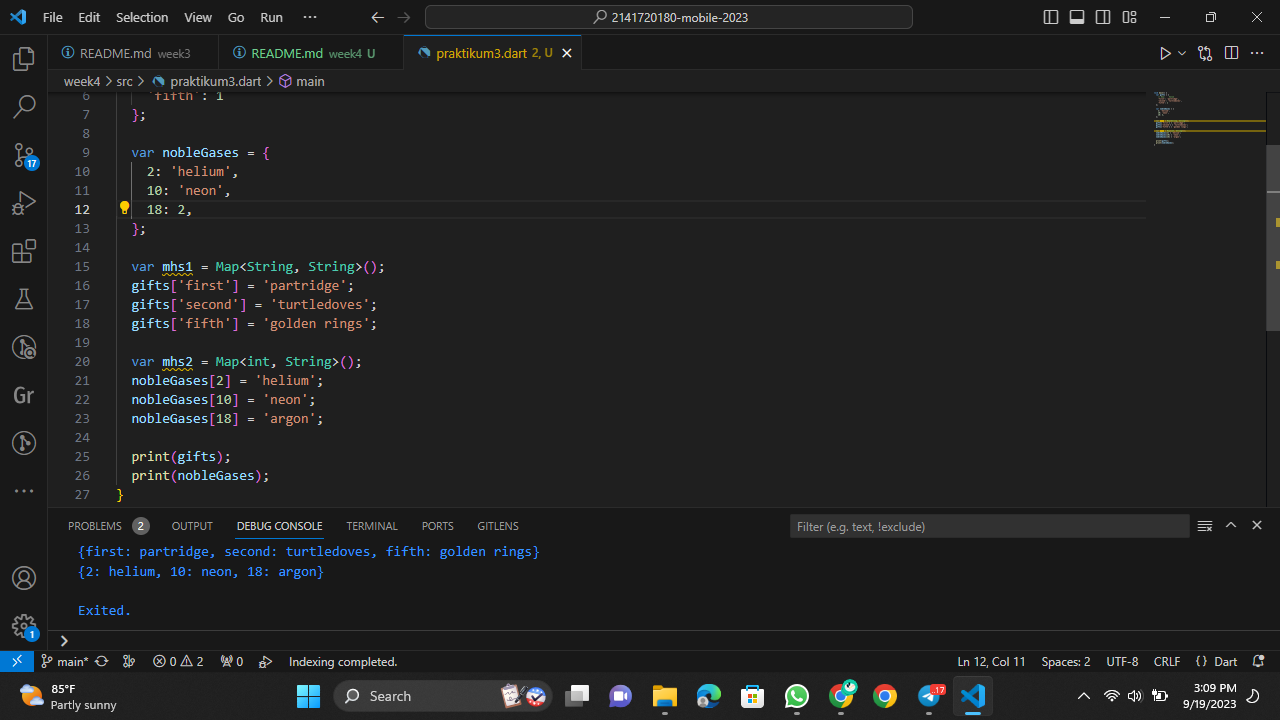 File Edit Selection View Go Run ··· 2141720180-mobile-2023
README.md week3 README.md week4 U praktikum3.dart 2, U
week4 > src > praktikum3.dart > main
6 'fifth': 1
7 };
8
9 var nobleGases = {
10 2: 'helium',
11 10: 'neon',
12 18: 2,
13 };
14
15 var mhs1 = Map<String, String>();
16 gifts['first'] = 'partridge';
17 gifts['second'] = 'turtledoves';
18 gifts['fifth'] = 'golden rings';
19
20 var mhs2 = Map<int, String>();
21 nobleGases[2] = 'helium';
22 nobleGases[10] = 'neon';
23 nobleGases[18] = 'argon';
24
25 print(gifts);
26 print(nobleGases);
27 }
17
Gr
1
PROBLEMS 2 OUTPUT DEBUG CONSOLE TERMINAL PORTS GITLENS Filter (e.g. text, !exclude)
{first: partridge, second: turtledoves, fifth: golden rings}
{2: helium, 10: neon, 18: argon}
Exited.
main* 0 2 0 Indexing completed. Ln 12, Col 11 Spaces: 2 UTF-8 CRLF {} Dart
85°F
Partly sunny
Search
..17
3:09 PM
9/19/2023